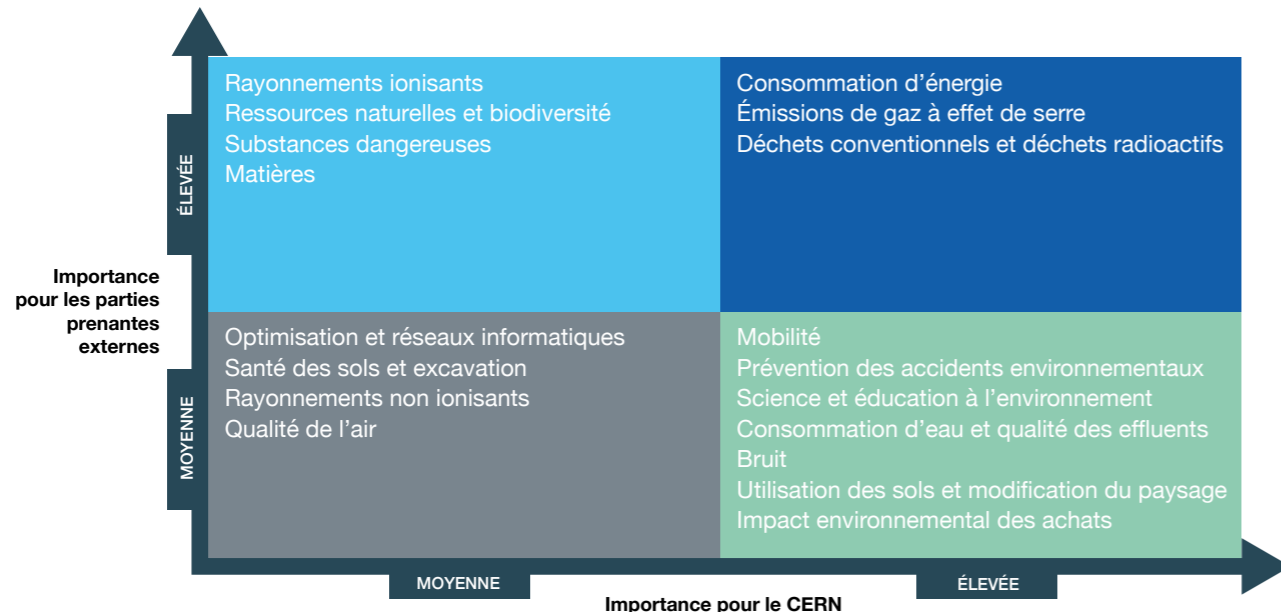 Rayonnements ionisants
Ressources naturelles et biodiversité
Substances dangereuses
Matières
Consommation d’énergie
Émissions de gaz à effet de serre
Déchets conventionnels et déchets radioactifs
ÉLEVÉE
Importance
pour les parties
prenantes
externes
Optimisation et réseaux informatiques
Santé des sols et excavation
Rayonnements non ionisants
Qualité de l’air
Mobilité
Prévention des accidents environnementaux
Science et éducation à l’environnement
Consommation d’eau et qualité des effluents
Bruit
Utilisation des sols et modification du paysage
Impact environnemental des achats
MOYENNE
MOYENNE
ÉLEVÉE
Importance pour le CERN